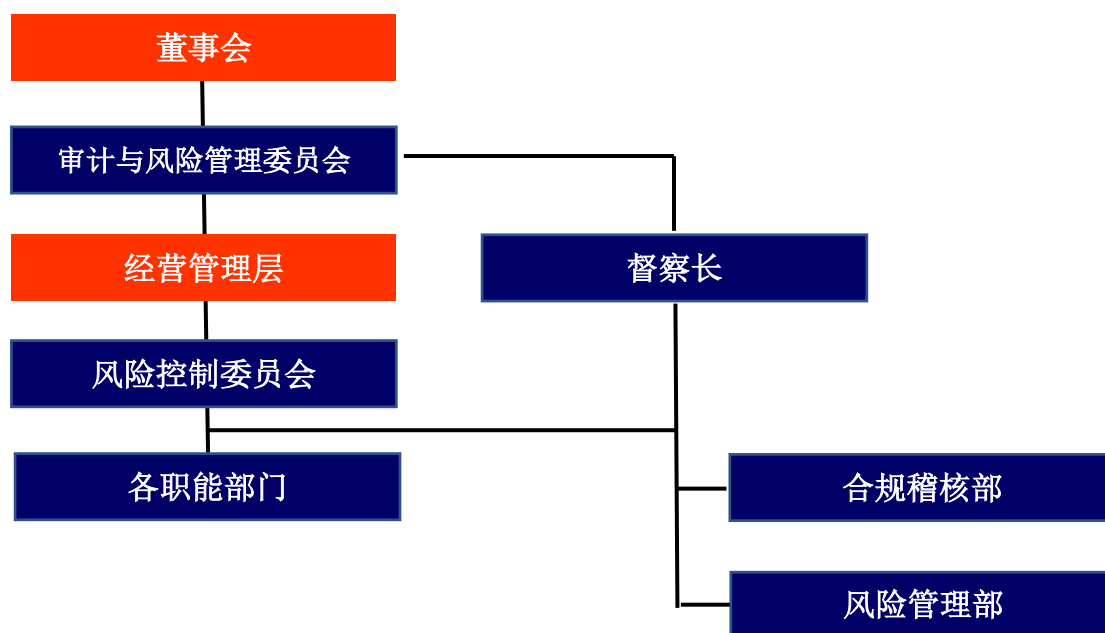 董事会
审计与风险管理委员会
经营管理层
督察长
风险控制委员会
各职能部门
合规稽核部
风险管理部